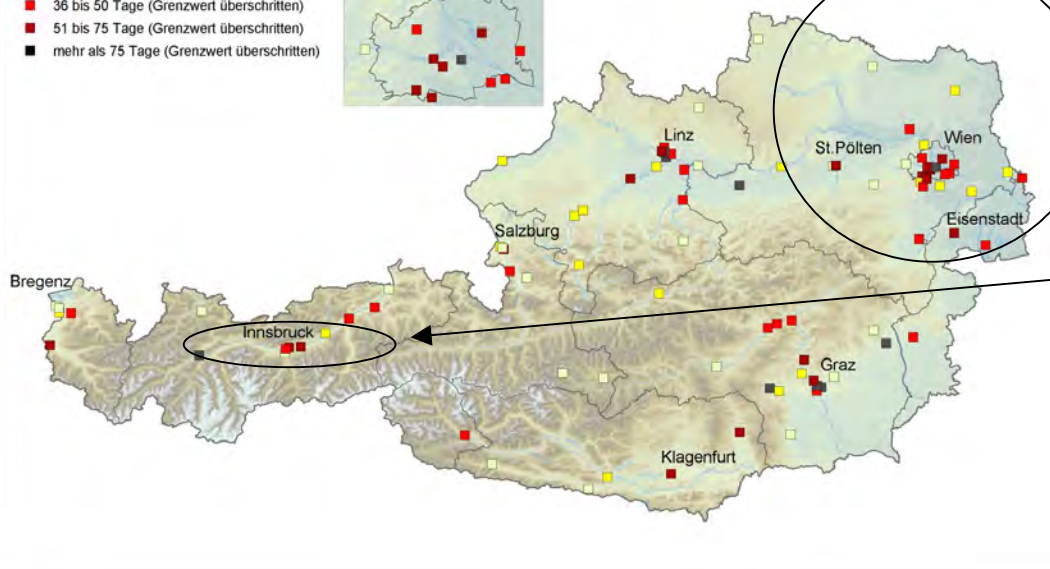 36 bis 50 Tage (Grenzwert überschritten)
51 bis 75 Tage (Grenzwert überschritten)
mehr als 75 Tage (Grenzwert überschritten)
Linz
Wien
St.Pölten
Eisenstadt
Salzburg
Bregenz
Innsbruck
Graz
Klagenfurt